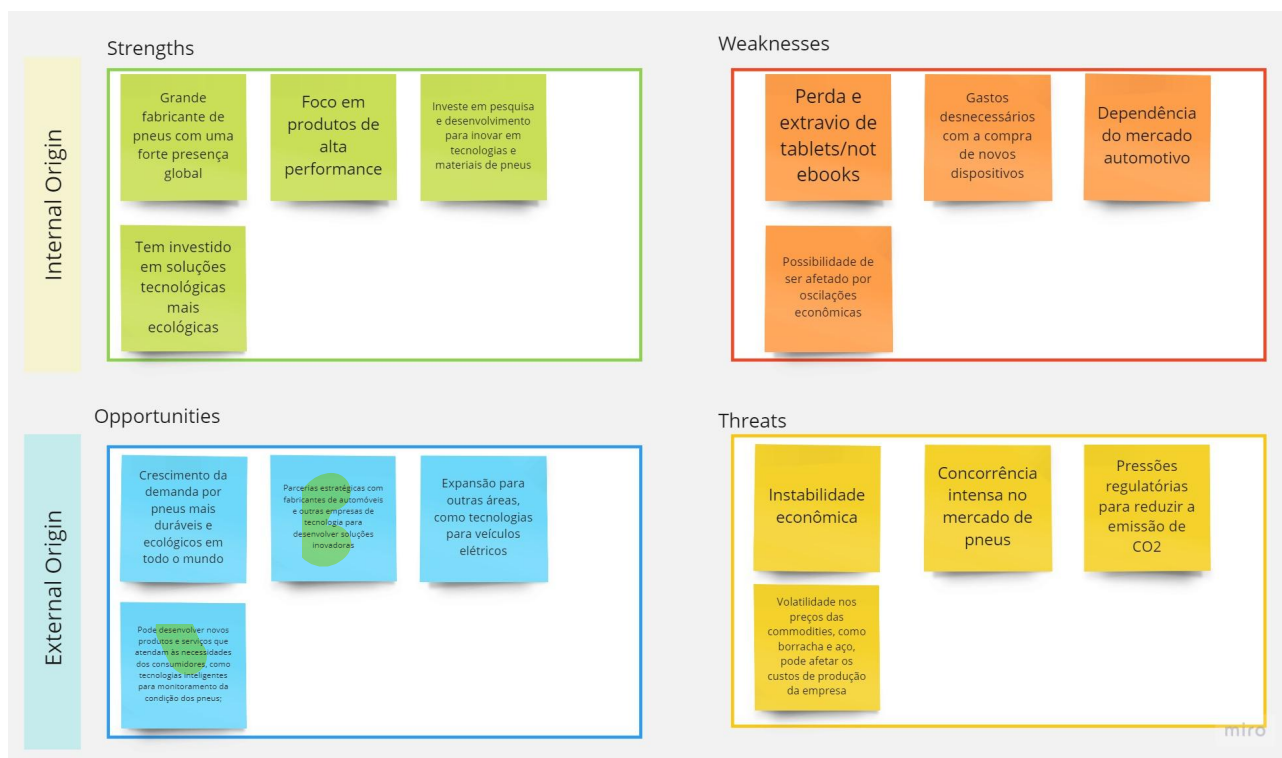 Strengths
Weaknesses
Internal Origin
Grande
fabricante de
pneus com uma
forte presença
global
Foco em
produtos de
alta
performance
Investe em pesquisa
e desenvolvimento
para inovar em
tecnologias e
materiais de pneus
Tem investido
em soluções
tecnológicas
mais
ecológicas
Perda e
extravio de
tablets/not
ebooks
Gastos
desnecessários
com a compra
de novos
dispositivos
Dependência
do mercado
automotivo
Possibilidade de
ser afetado por
oscilações
econômicas
Opportunities
Threats
External Origin
Crescimento da
demanda por
pneus mais
duráveis e
ecológicos em
todo o mundo
Parcerias estratégicas com
fabricantes de automóveis
e outras empresas de
tecnologia para
desenvolver soluções
inovadoras
Expansão para
outras áreas,
como tecnologias
para veículos
elétricos
Pode desenvolver novos
produtos e serviços que
atendam às necessidades
dos consumidores, como
tecnologias inteligentes
para monitoramento da
condição dos pneus;
Instabilidade
econômica
Concorrência
intensa no
mercado de
pneus
Pressões
regulatórias
para reduzir a
emissão de
CO2
Volatilidade nos
preços das
commodities, como
borracha e aço,
pode afetar os
custos de produção
da empresa
miro